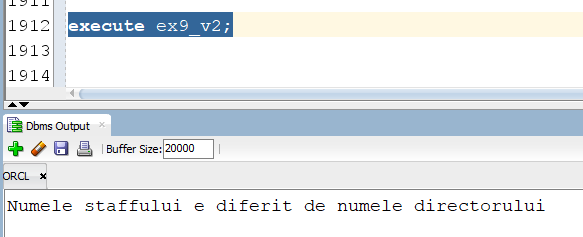 1911
1912 execute ex9_v2;
1913
1914
Dbms Output ×
Buffer Size: 20000
ORCL ×
Numele staffului e diferit de numele directorului